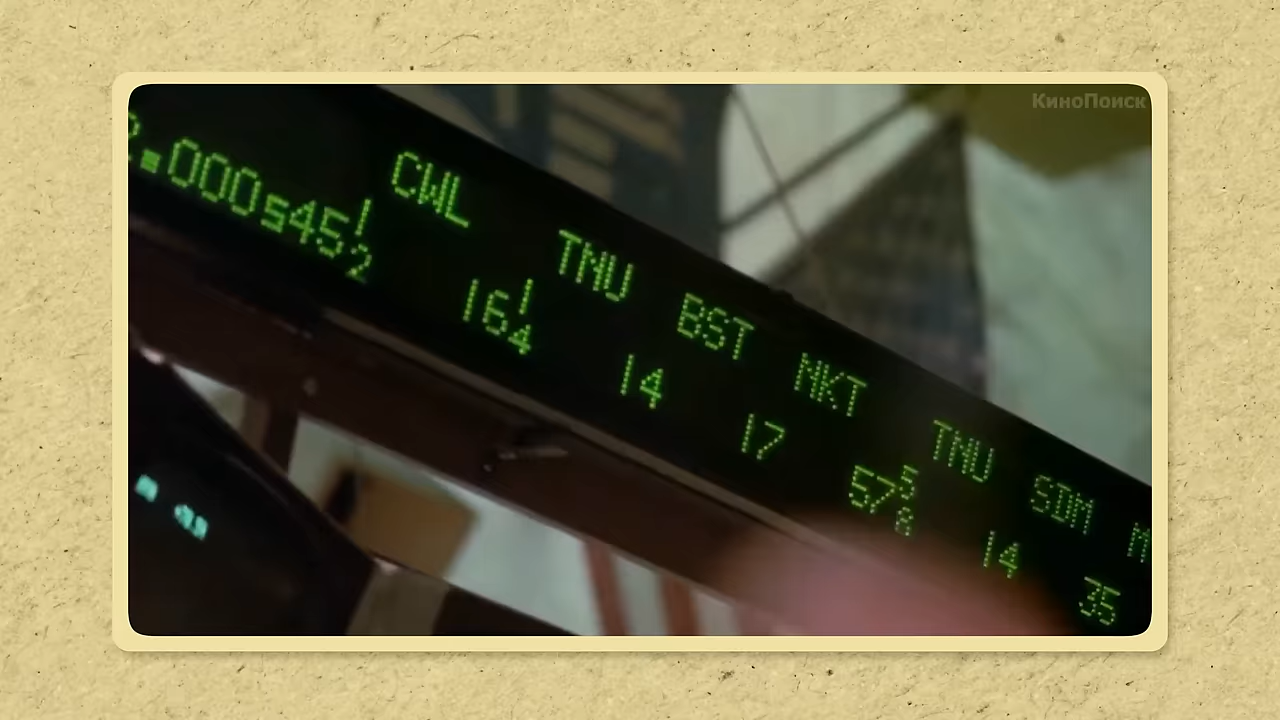 КиноПоиск
CWL TNU BST NKT TNU SDM
2.000s45 1/2 16 1/4 14 17 57 5/8 14 35